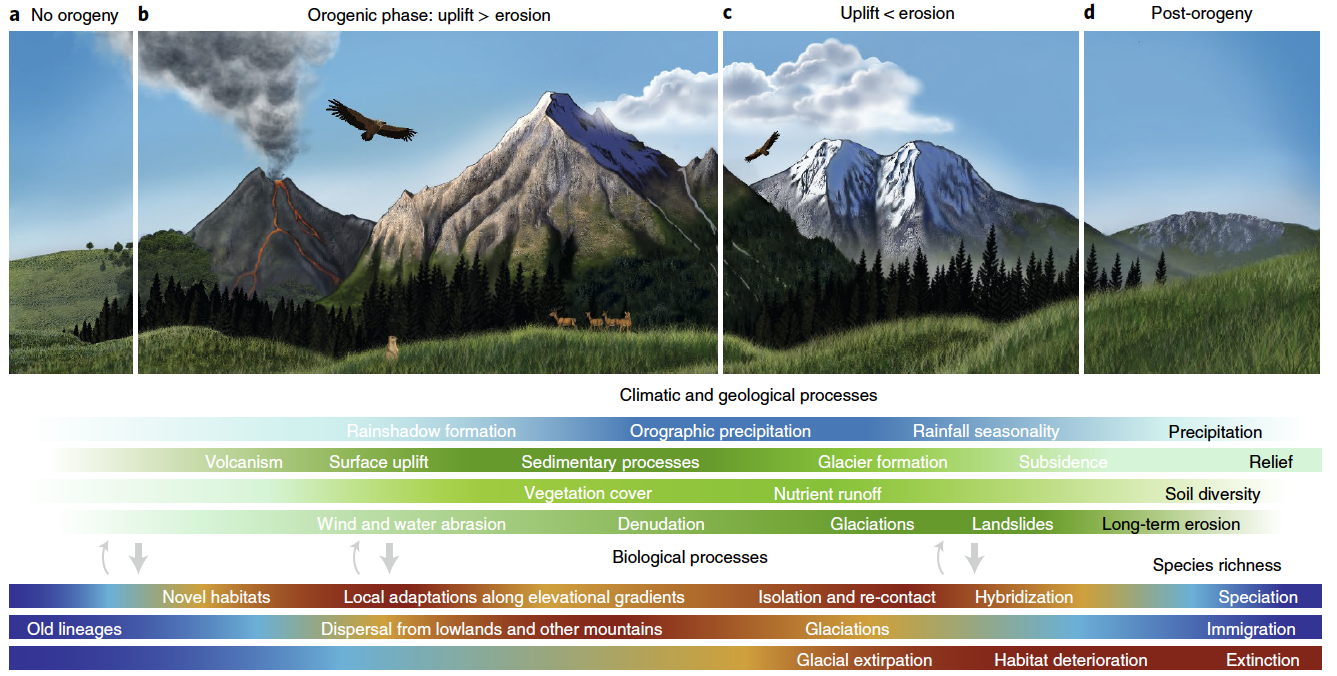 a No orogeny
b Orogenic phase: uplift > erosion
c Uplift < erosion
d Post-orogeny
Climatic and geological processes
Rainshadow formation Orographic precipitation Rainfall seasonality Precipitation
Volcanism Surface uplift Sedimentary processes Glacier formation Subsidence Relief
Vegetation cover Nutrient runoff Soil diversity
Wind and water abrasion Denudation Glaciations Landslides Long-term erosion
Biological processes
Species richness
Novel habitats Local adaptations along elevational gradients Isolation and re-contact Hybridization Speciation
Old lineages Dispersal from lowlands and other mountains Glaciations Immigration
Glacial extirpation Habitat deterioration Extinction